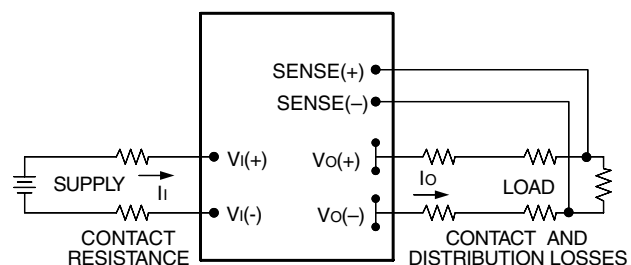 SENSE(+)
SENSE(–)
VI(+)
VO(+)
SUPPLY
II
IO
LOAD
VI(-)
VO(–)
CONTACT
RESISTANCE
CONTACT AND
DISTRIBUTION LOSSES